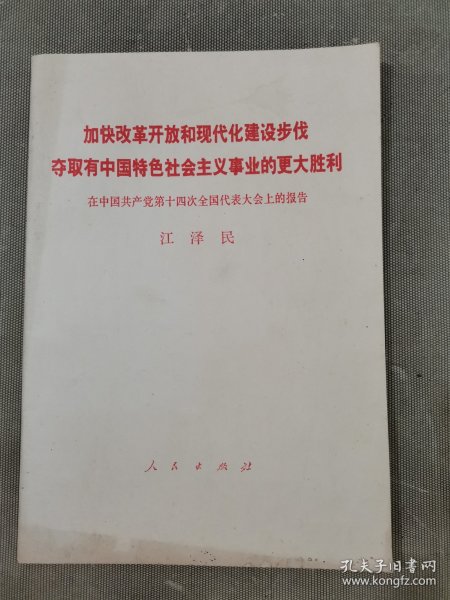 加快改革开放和现代化建设步伐
夺取有中国特色社会主义事业的更大胜利
在中国共产党第十四次全国代表大会上的报告
江泽民
人民出版社
孔夫子旧书网
www.kongfz.com